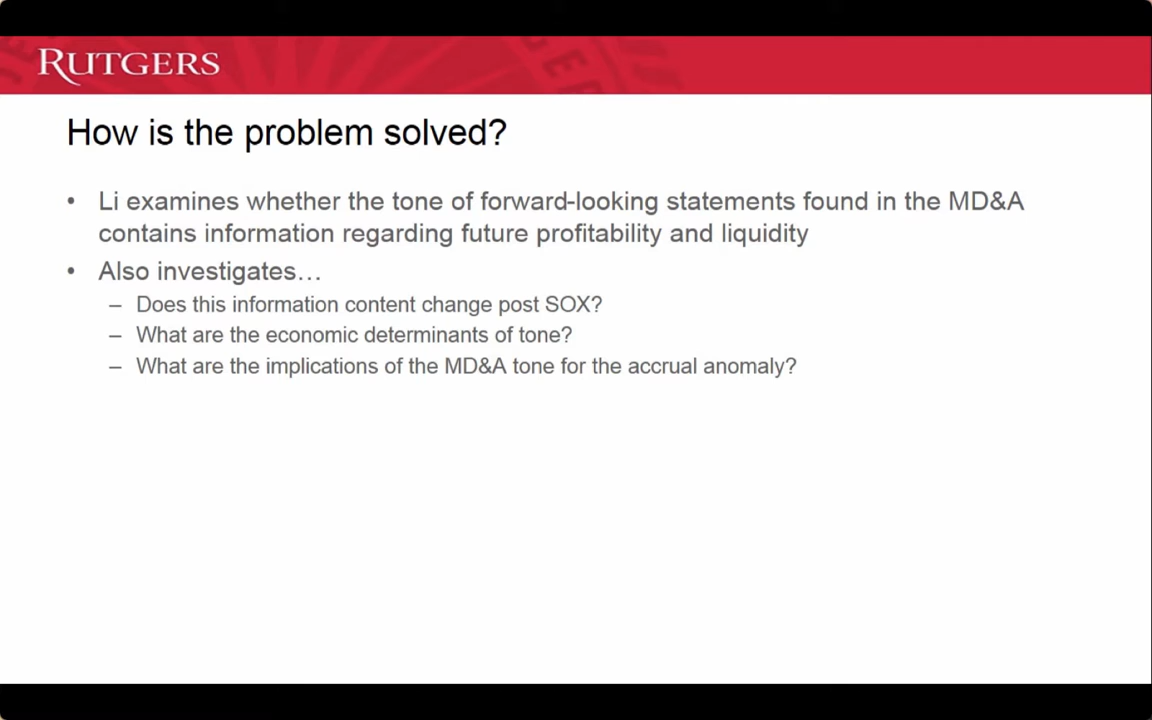 RUTGERS
How is the problem solved?
• Li examines whether the tone of forward-looking statements found in the MD&A
contains information regarding future profitability and liquidity
• Also investigates…
– Does this information content change post SOX?
– What are the economic determinants of tone?
– What are the implications of the MD&A tone for the accrual anomaly?